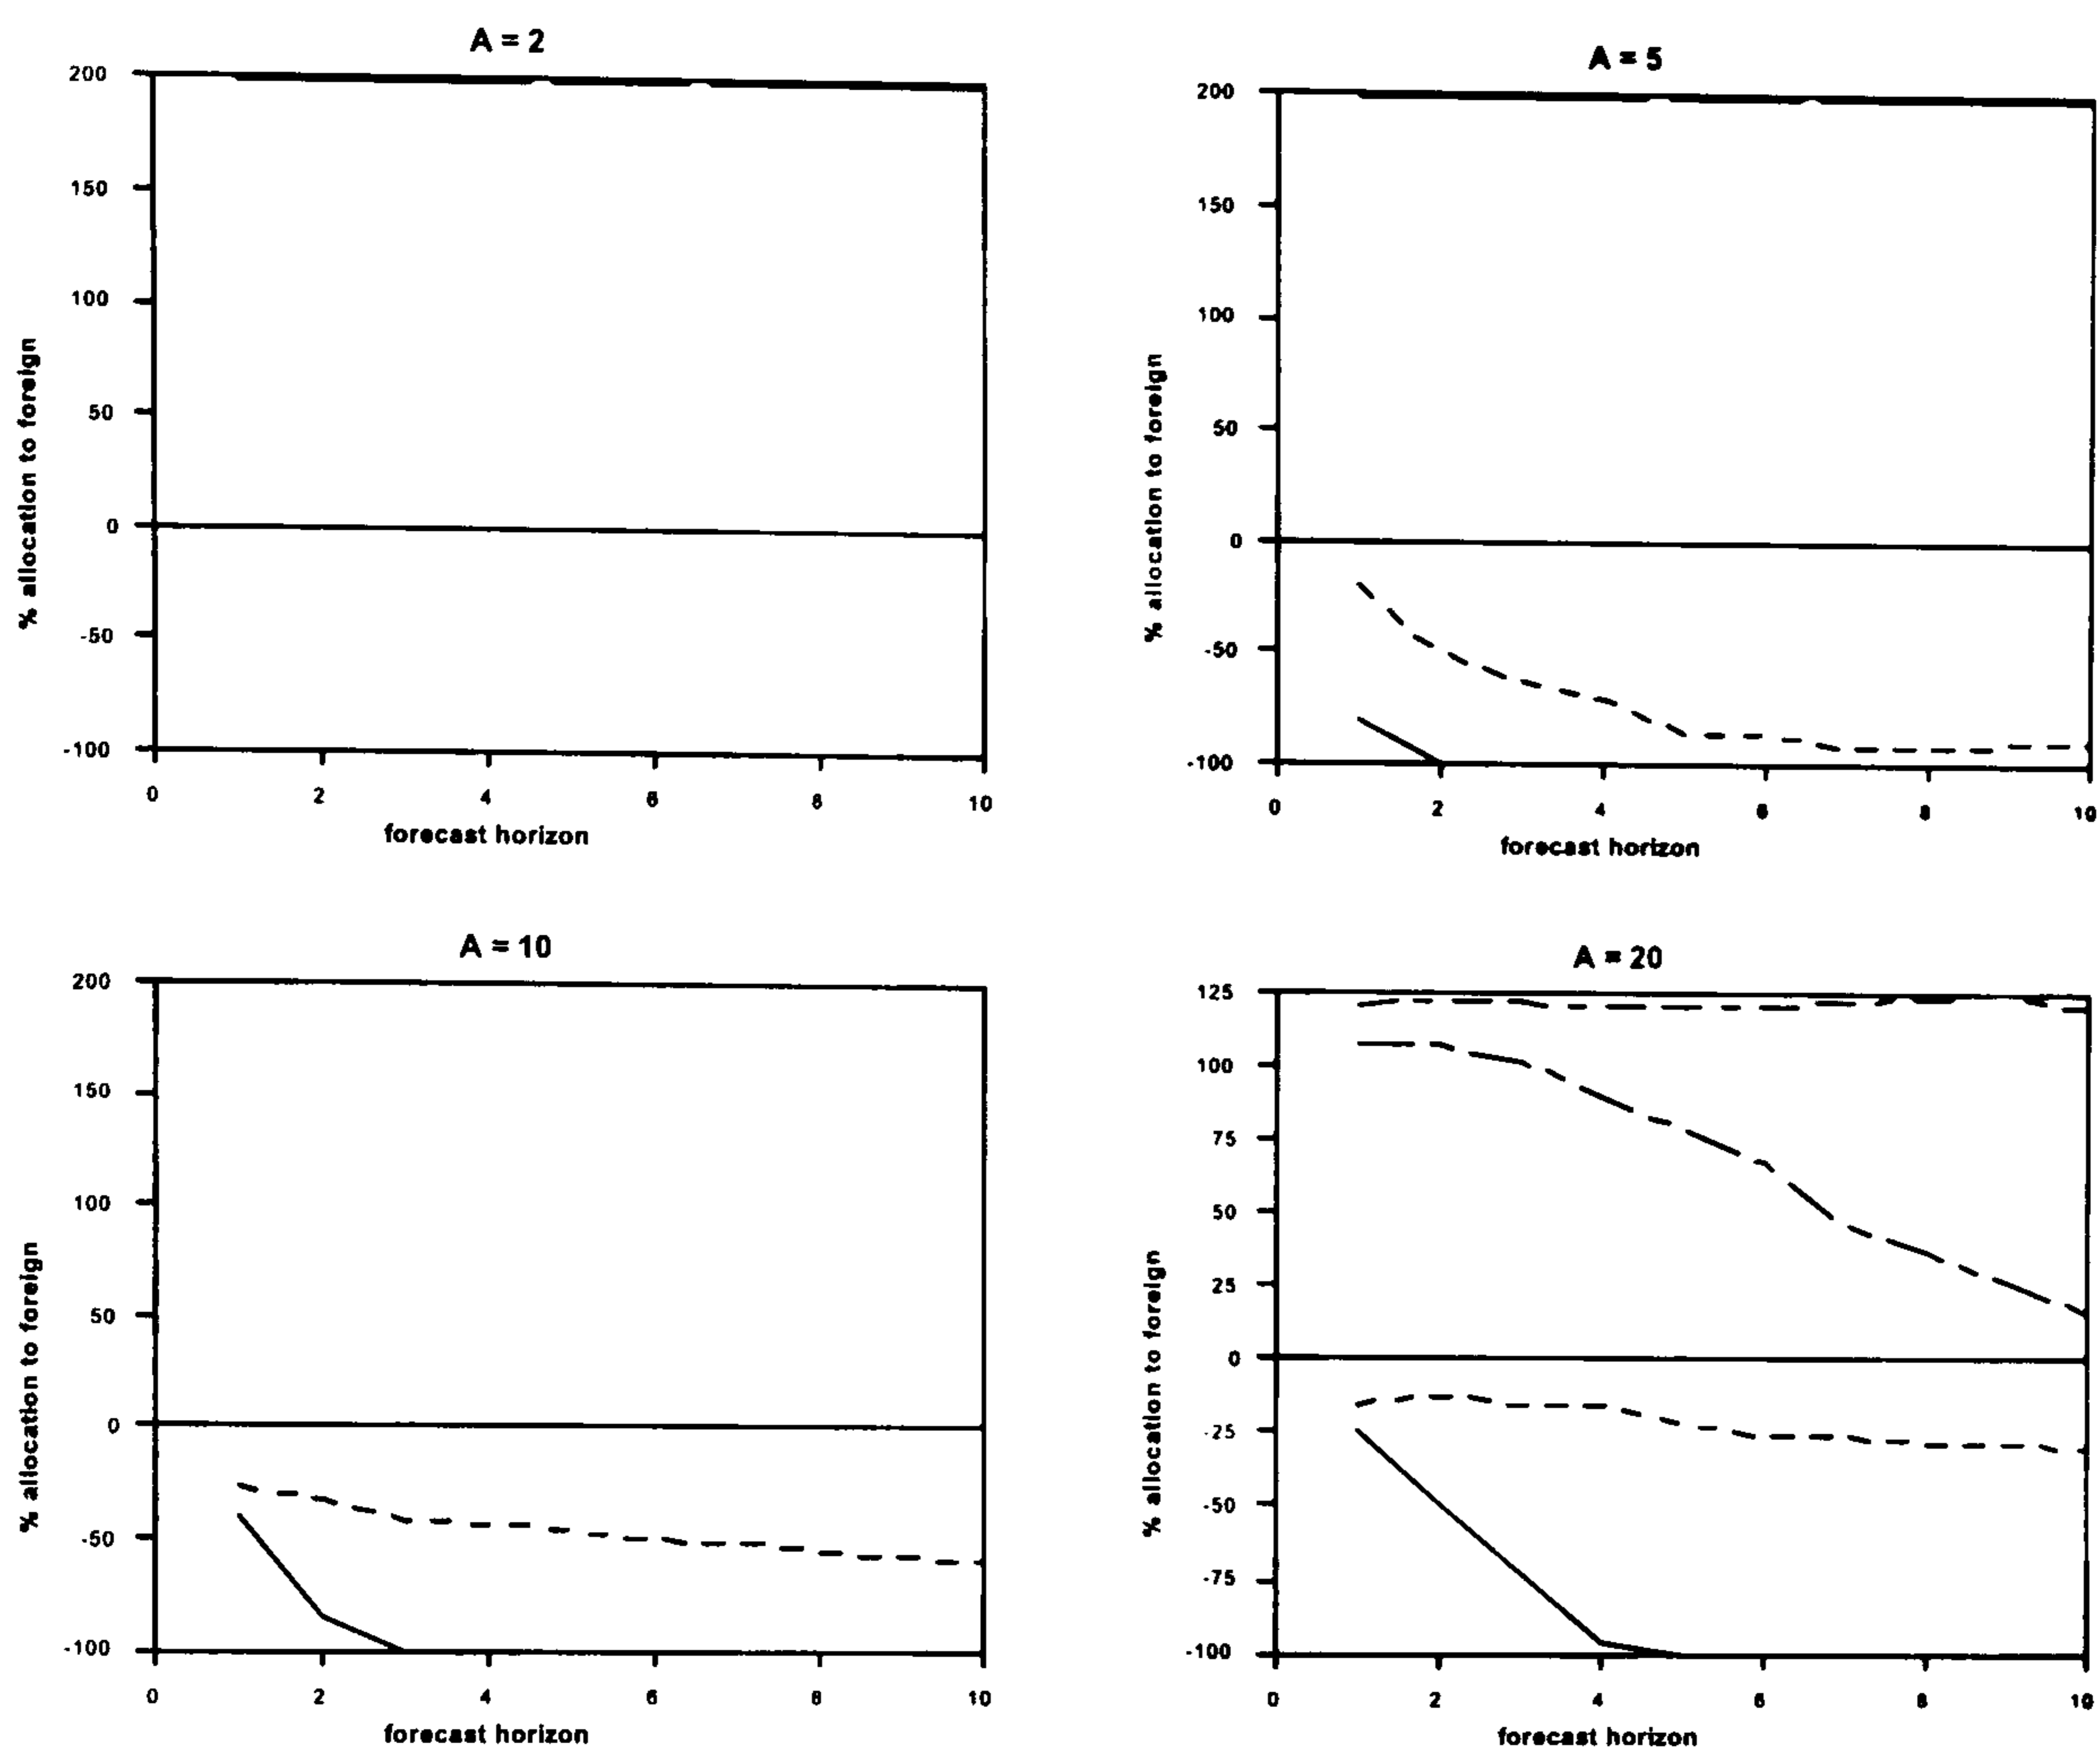 A = 2
200
150
100
50
0
-50
-100
0 2 4 6 8 10
% allocation to foreign
forecast horizon
A = 5
200
150
100
50
0
-50
-100
0 2 4 6 8 10
% allocation to foreign
forecast horizon
A = 10
200
150
100
50
0
-50
-100
0 2 4 6 8 10
% allocation to foreign
forecast horizon
A = 20
125
100
75
50
25
0
-25
-50
-75
-100
0 2 4 6 8 10
% allocation to foreign
forecast horizon